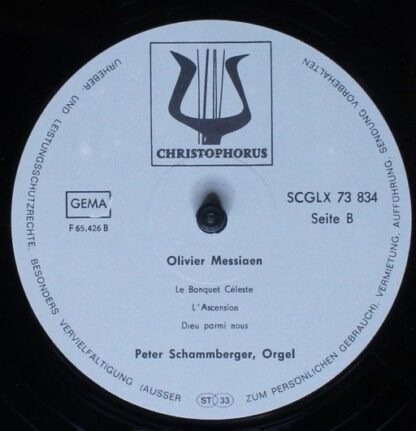 CHRISTOPHORUS
GEMA
F 65.426 B
SCGLX 73 834
Seite B
Olivier Messiaen
Le Banquet Céleste
L'Ascension
Dieu parmi nous
Peter Schammberger, Orgel
ST 33
URHEBER- UND LEISTUNGSSCHUTZRECHTE, BESONDERS VERVIELFÄLTIGUNG (AUSSER ZUM PERSÖNLICHEN GEBRAUCH), VERMIETUNG, AUFFÜHRUNG, SENDUNG VORBEHALTEN